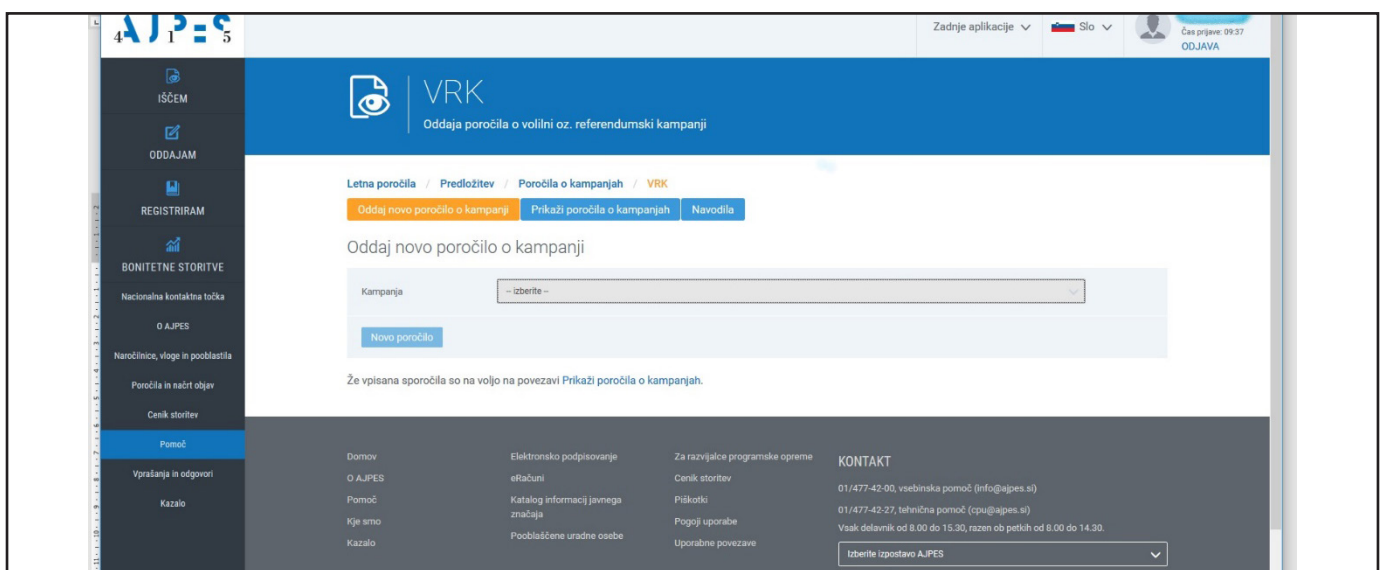 AJPES
4 1 5
Zadnje aplikacije
Slo
Čas prijave: 09:37
ODJAVA
IŠČEM
ODDAJAM
REGISTRIRAM
BONITETNE STORITVE
Nacionalna kontaktna točka
O AJPES
Naročilnice, vloge in pooblastila
Poročila in načrt objav
Cenik storitev
Pomoč
Vprašanja in odgovori
Kazalo
VRK
Oddaja poročila o volilni oz. referendumski kampanji
Letna poročila / Predložitev / Poročila o kampanjah / VRK
Oddaj novo poročilo o kampanji
Prikaži poročila o kampanjah
Navodila
Oddaj novo poročilo o kampanji
Kampanja
-- izberite --
Novo poročilo
Že vpisana sporočila so na voljo na povezavi Prikaži poročila o kampanjah.
Domov
O AJPES
Pomoč
Kje smo
Kazalo
Elektronsko podpisovanje
eRačuni
Katalog informacij javnega
značaja
Pooblaščene uradne osebe
Za razvijalce programske opreme
Cenik storitev
Piškotki
Pogoji uporabe
Uporabne povezave
KONTAKT
01/477-42-00, vsebinska pomoč (info@ajpes.si)
01/477-42-27, tehnična pomoč (cpu@ajpes.si)
Vsak delavnik od 8.00 do 15.30, razen ob petkih od 8.00 do 14.30.
Izberite izpostavo AJPES